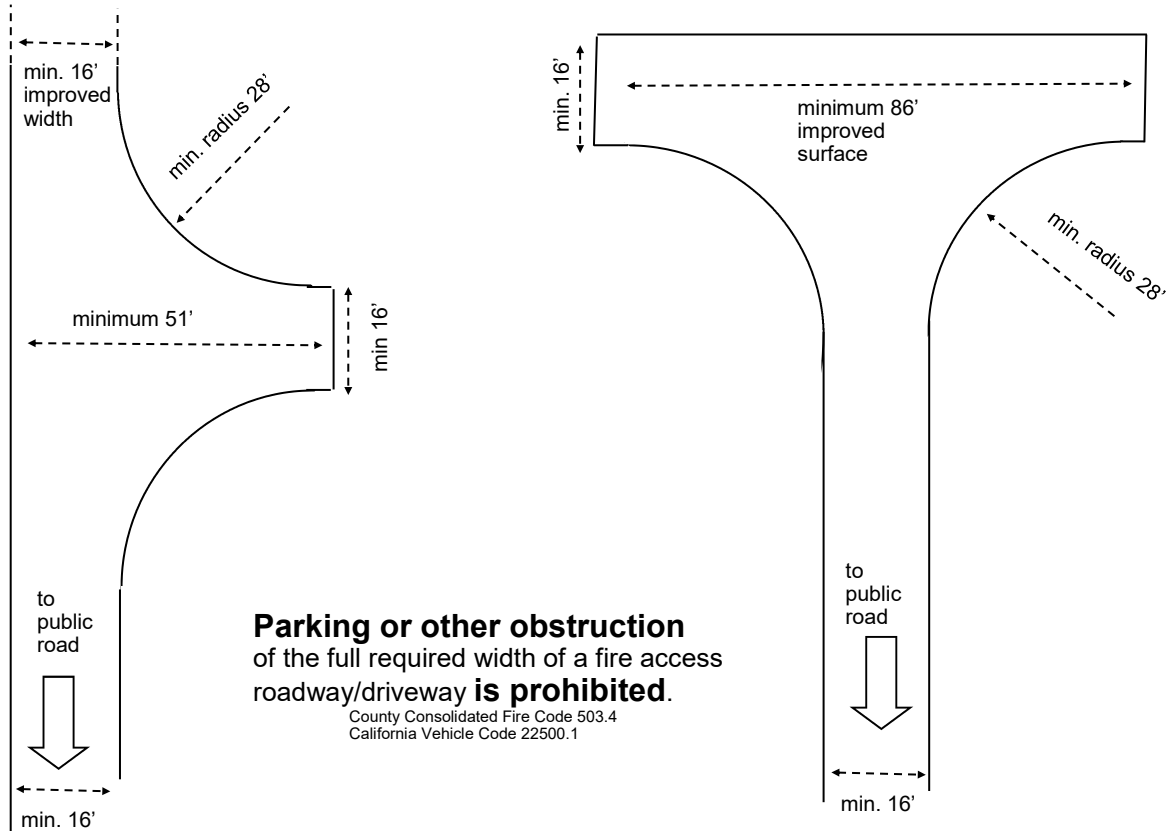 min. 16’
improved
width
min. radius 28’
minimum 51’
min 16’
to
public
road
min. 16’
min. 16’
minimum 86’
improved
surface
min. radius 28’
to
public
road
min. 16’
Parking or other obstruction
of the full required width of a fire access
roadway/driveway is prohibited.
County Consolidated Fire Code 503.4
California Vehicle Code 22500.1